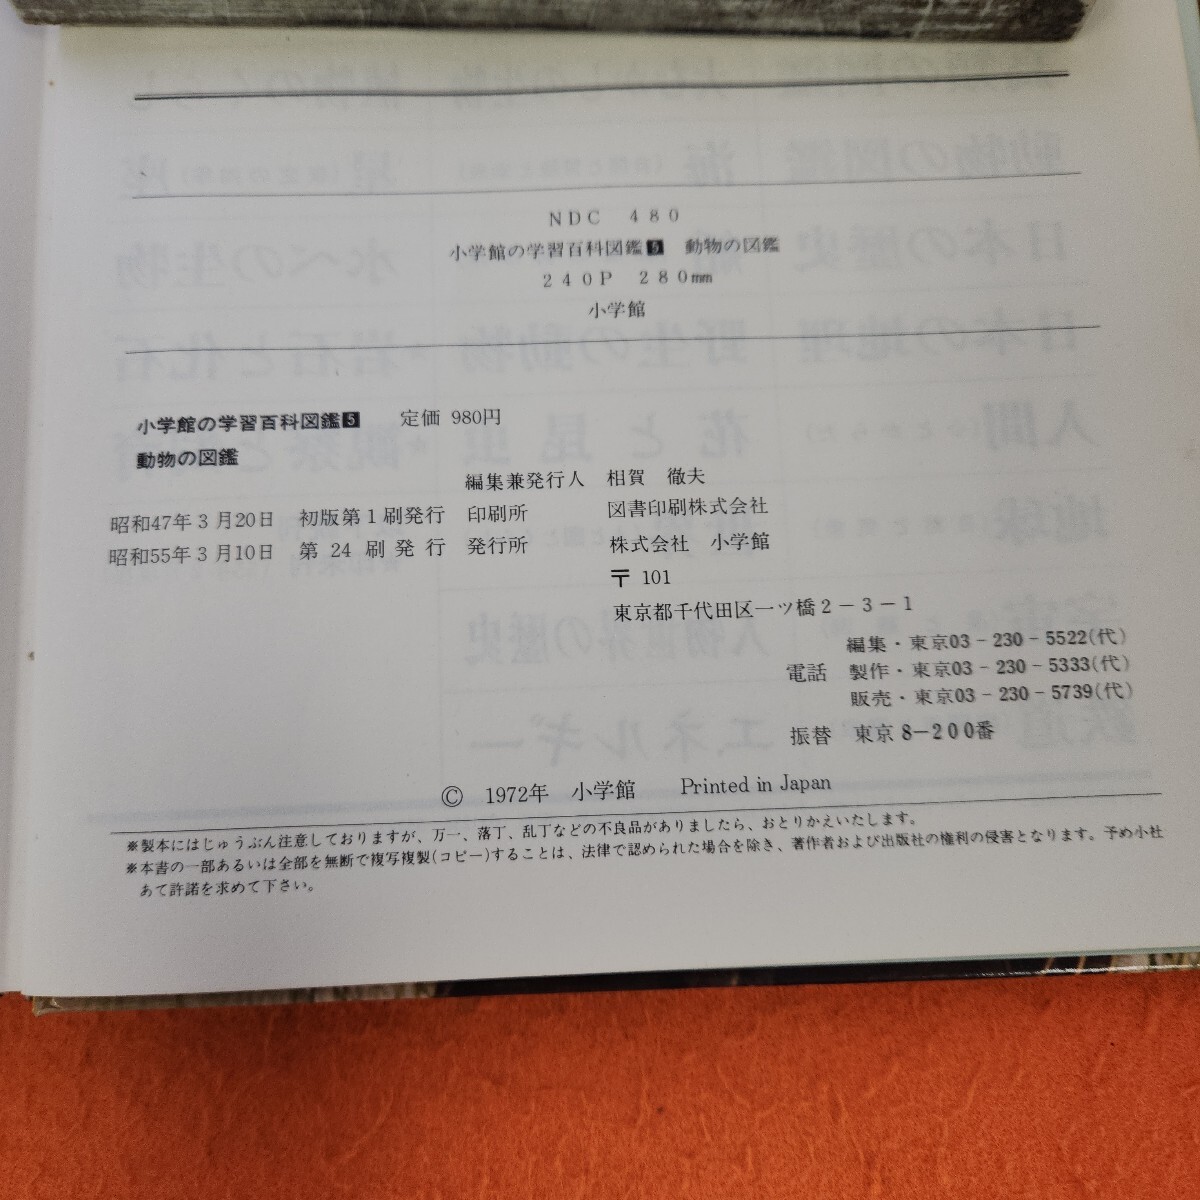 NDC 480
小学館の学習百科図鑑5 動物の図鑑
240P 280mm
小学館
小学館の学習百科図鑑5 定価 980円
動物の図鑑
編集兼発行人 相賀 徹夫
昭和47年3月20日 初版第1刷発行 印刷所 図書印刷株式会社
昭和55年3月10日 第24刷発行 発行所 株式会社 小学館
〒 101
東京都千代田区一ツ橋2-3-1
編集・東京03-230-5522(代)
電話 製作・東京03-230-5333(代)
販売・東京03-230-5739(代)
振替 東京8-200番
© 1972年 小学館 Printed in Japan
※製本にはじゅうぶん注意しておりますが、万一、落丁、乱丁などの不良品がありましたら、おとりかえいたします。
※本書の一部あるいは全部を無断で複写複製(コピー)することは、法律で認められた場合を除き、著作者および出版社の権利の侵害となります。予め小社
あて許諾を求めて下さい。